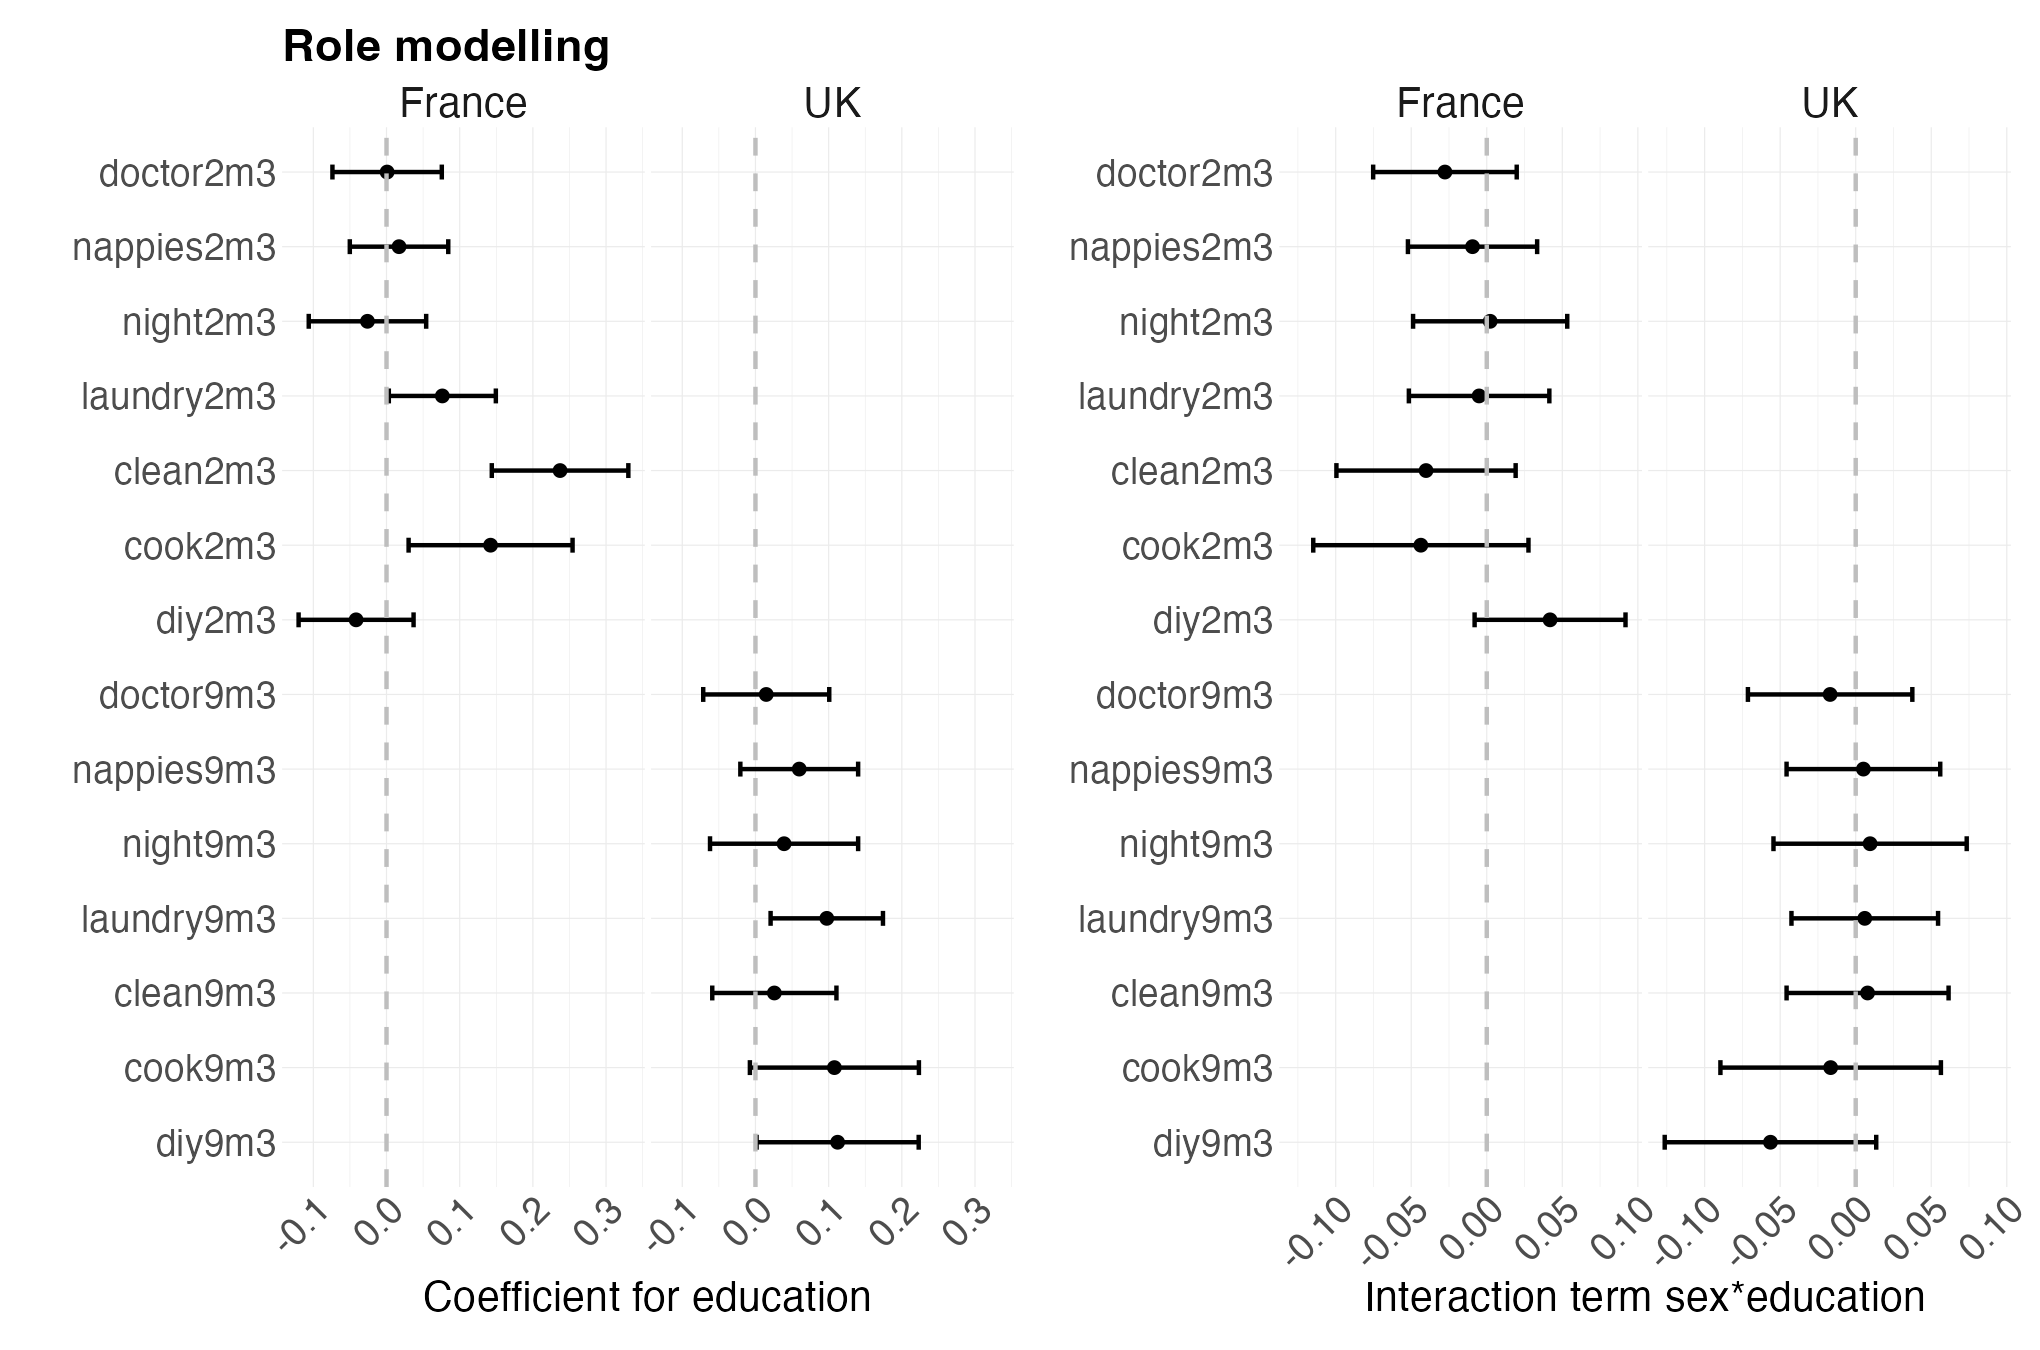 Role modelling
France UK
doctor2m3
nappies2m3
night2m3
laundry2m3
clean2m3
cook2m3
diy2m3
doctor9m3
nappies9m3
night9m3
laundry9m3
clean9m3
cook9m3
diy9m3
-0.1 0.0 0.1 0.2 0.3 -0.1 0.0 0.1 0.2 0.3
Coefficient for education
France UK
doctor2m3
nappies2m3
night2m3
laundry2m3
clean2m3
cook2m3
diy2m3
doctor9m3
nappies9m3
night9m3
laundry9m3
clean9m3
cook9m3
diy9m3
-0.10 -0.05 0.00 0.05 0.10 -0.10 -0.05 0.00 0.05 0.10
Interaction term sex*education